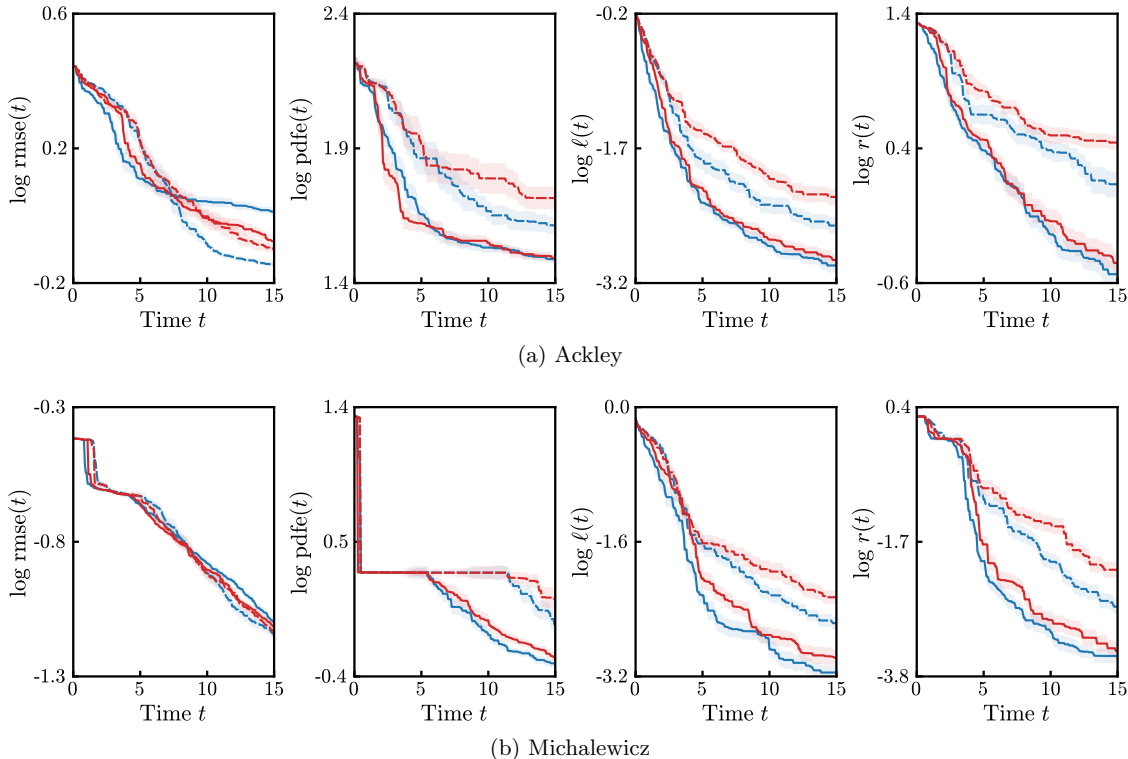 0.6
0.2
-0.2
log rmse(t)
0 5 10 15
Time t
2.4
1.9
1.4
log pdfe(t)
0 5 10 15
Time t
-0.2
-1.7
-3.2
log ℓ(t)
0 5 10 15
Time t
1.4
0.4
-0.6
log r(t)
0 5 10 15
Time t
(a) Ackley
-0.3
-0.8
-1.3
log rmse(t)
0 5 10 15
Time t
1.4
0.5
-0.4
log pdfe(t)
0 5 10 15
Time t
0.0
-1.6
-3.2
log ℓ(t)
0 5 10 15
Time t
0.4
-1.7
-3.8
log r(t)
0 5 10 15
Time t
(b) Michalewicz